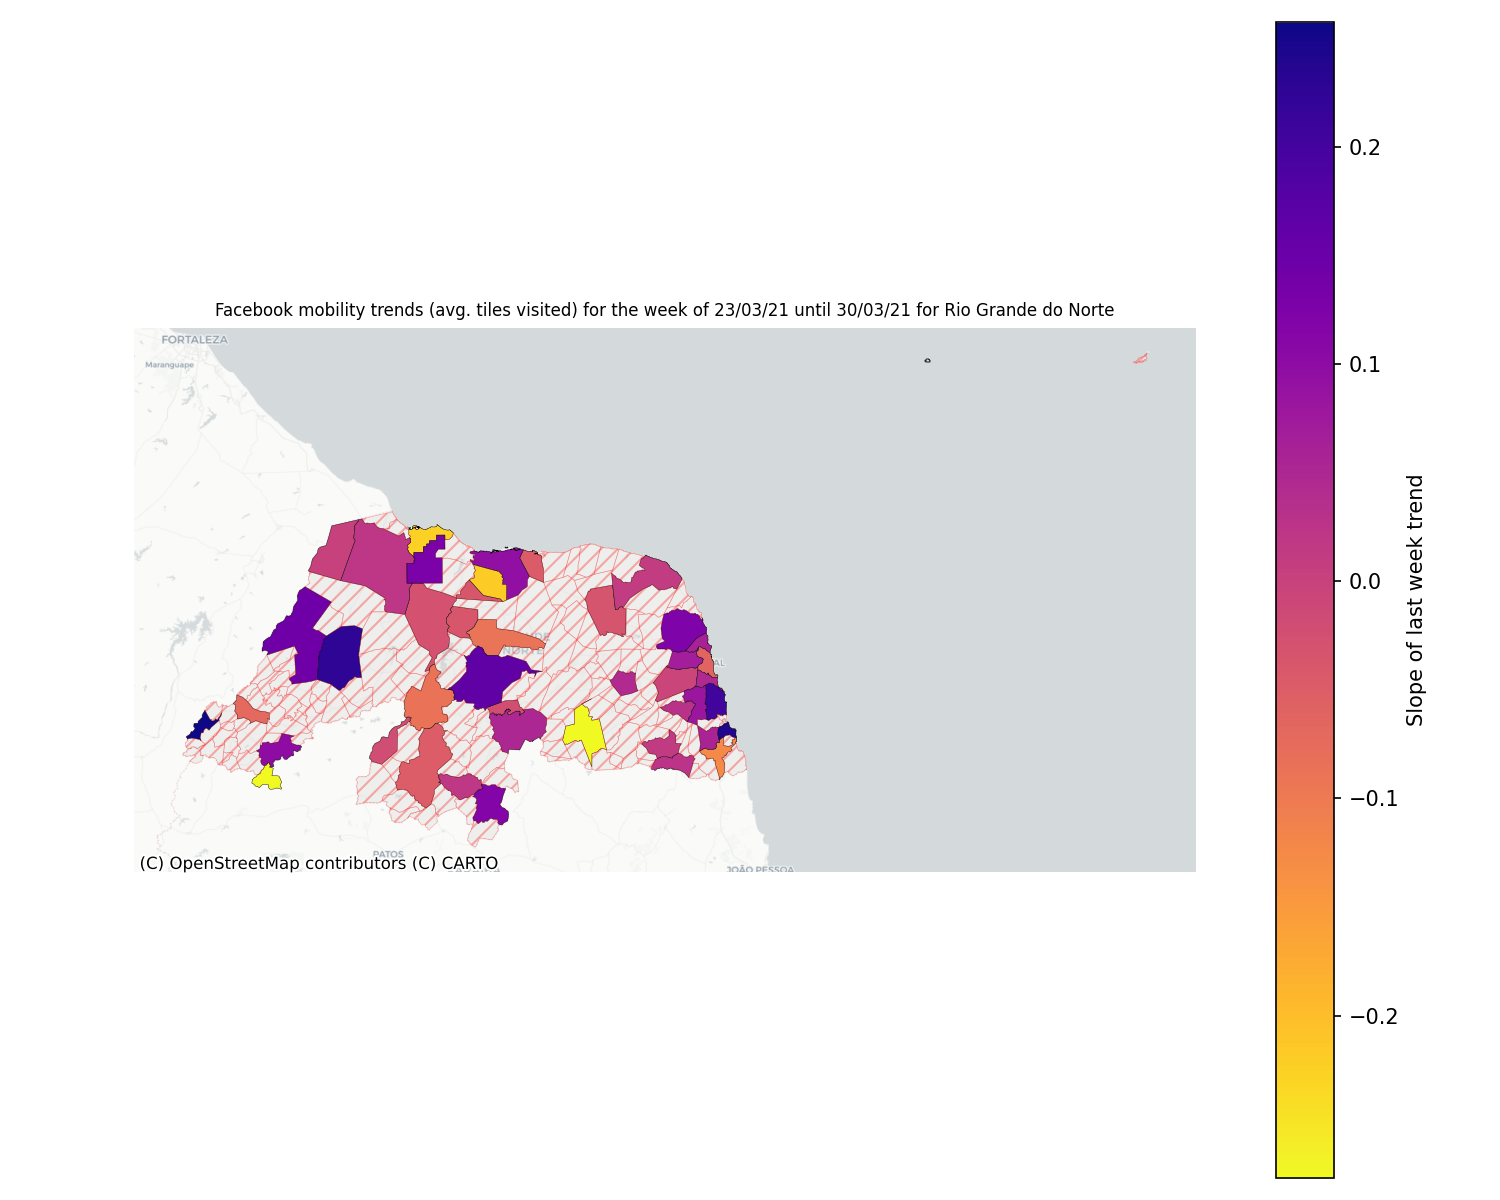 Facebook mobility trends (avg. tiles visited) for the week of 23/03/21 until 30/03/21 for Rio Grande do Norte
FORTALEZA
Maranguape
NORTE
PATOS
JOÃO PESSOA
(C) OpenStreetMap contributors (C) CARTO
0.2
0.1
0.0
−0.1
−0.2
Slope of last week trend